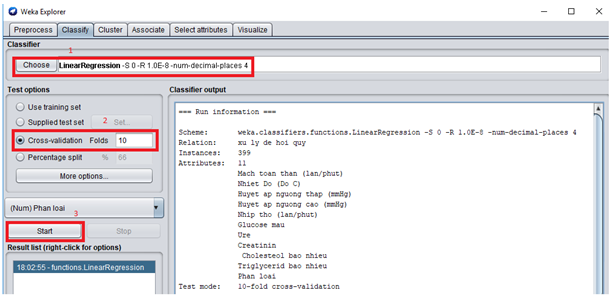 Weka Explorer
Preprocess Classify Cluster Associate Select attributes Visualize
Classifier
1
Choose LinearRegression -S 0 -R 1.0E-8 -num-decimal-places 4
Test options
Use training set
Supplied test set 2 Set...
Cross-validation Folds 10
Percentage split % 66
More options...
(Num) Phan loai
3
Start Stop
Result list (right-click for options)
18:02:55 - functions.LinearRegression
Classifier output
=== Run information ===
Scheme: weka.classifiers.functions.LinearRegression -S 0 -R 1.0E-8 -num-decimal-places 4
Relation: xu ly de hoi quy
Instances: 399
Attributes: 11
Mach toan than (lan/phut)
Nhiet Do (Do C)
Huyet ap nguong thap (mmHg)
Huyet ap nguong cao (mmHg)
Nhip tho (lan/phut)
Glucose mau
Ure
Creatinin
Cholesteol bao nhieu
Triglycerid bao nhieu
Phan loai
Test mode: 10-fold cross-validation